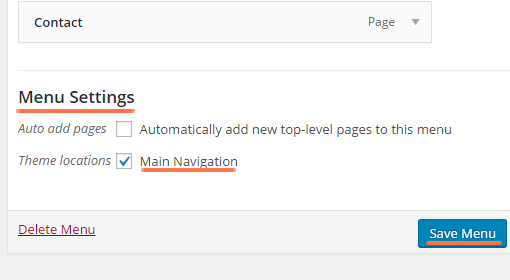 Contact Page
Menu Settings
Auto add pages Automatically add new top-level pages to this menu
Theme locations Main Navigation
Delete Menu Save Menu